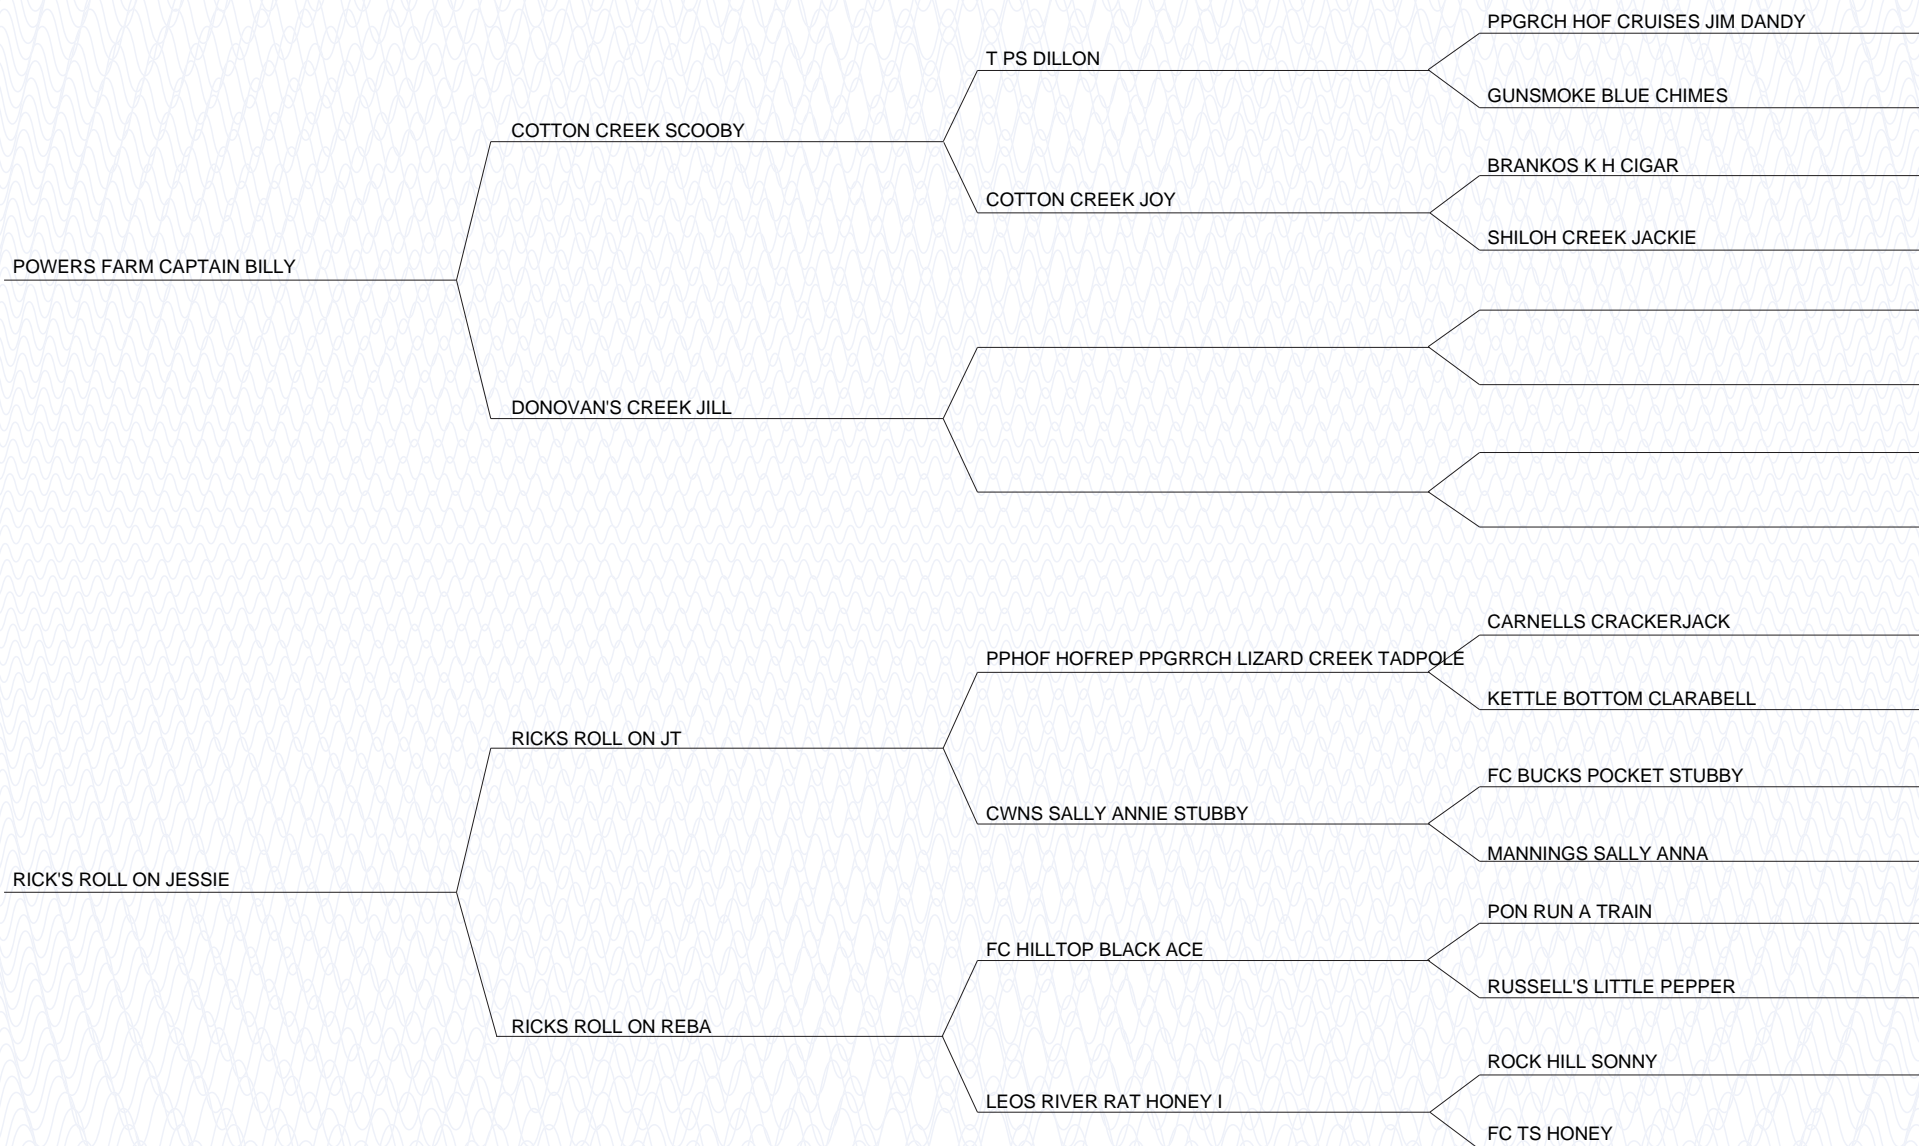 PPGRCH HOF CRUISES JIM DANDY
T PS DILLON
GUNSMOKE BLUE CHIMES
COTTON CREEK SCOOBY
BRANKOS K H CIGAR
COTTON CREEK JOY
SHILOH CREEK JACKIE
POWERS FARM CAPTAIN BILLY
DONOVAN'S CREEK JILL
CARNELLS CRACKERJACK
PPHOF HOFREP PPGRRCH LIZARD CREEK TADPOLE
KETTLE BOTTOM CLARABELL
RICKS ROLL ON JT
FC BUCKS POCKET STUBBY
CWNS SALLY ANNIE STUBBY
MANNINGS SALLY ANNA
RICK'S ROLL ON JESSIE
PON RUN A TRAIN
FC HILLTOP BLACK ACE
RUSSELL'S LITTLE PEPPER
RICKS ROLL ON REBA
ROCK HILL SONNY
LEOS RIVER RAT HONEY I
FC TS HONEY